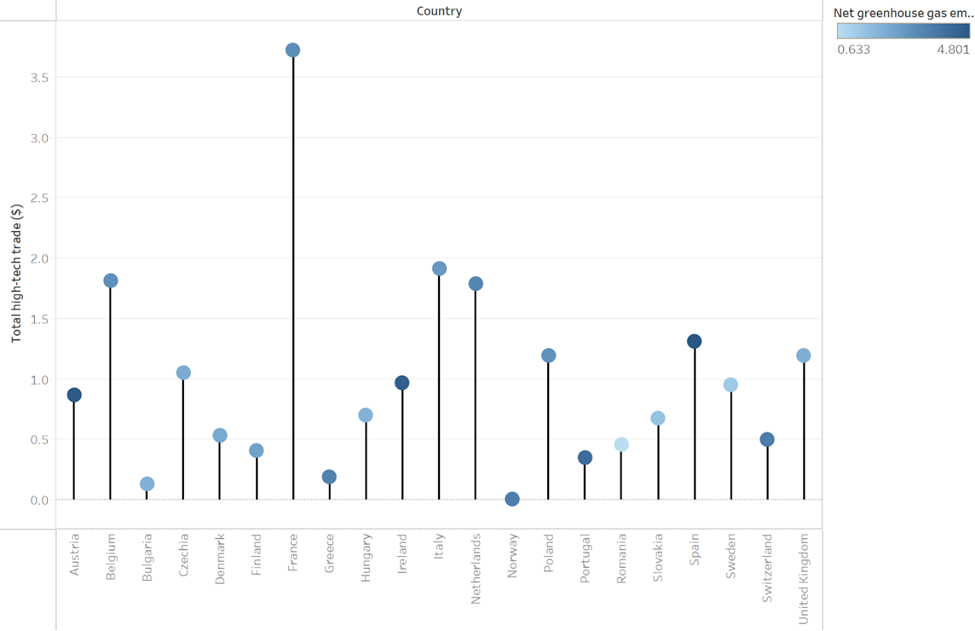 Country
Net greenhouse gas em..
0.633 4.801
Total high-tech trade ($)
3.5
3.0
2.5
2.0
1.5
1.0
0.5
0.0
Austria
Belgium
Bulgaria
Czechia
Denmark
Finland
France
Greece
Hungary
Ireland
Italy
Netherlands
Norway
Poland
Portugal
Romania
Slovakia
Spain
Sweden
Switzerland
United Kingdom